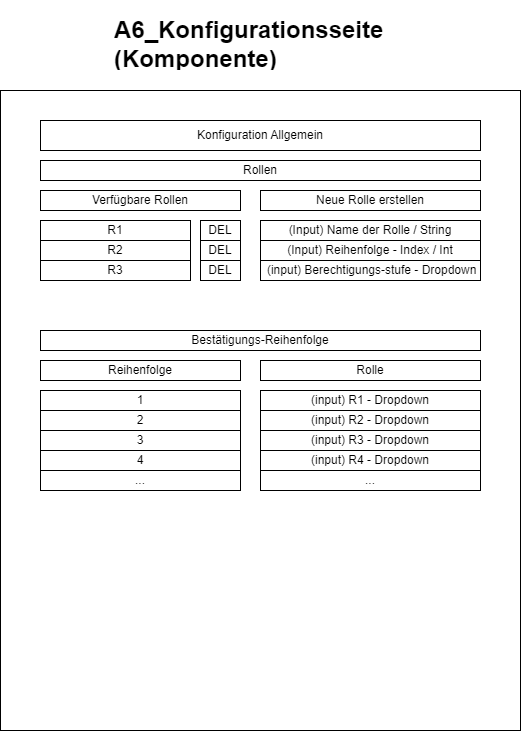 A6_Konfigurationsseite
(Komponente)
Konfiguration Allgemein
Rollen
Verfügbare Rollen
Neue Rolle erstellen
R1 DEL (Input) Name der Rolle / String
R2 DEL (Input) Reihenfolge - Index / Int
R3 DEL (input) Berechtigungs-stufe - Dropdown
Bestätigungs-Reihenfolge
Reihenfolge Rolle
1 (input) R1 - Dropdown
2 (input) R2 - Dropdown
3 (input) R3 - Dropdown
4 (input) R4 - Dropdown
... ...